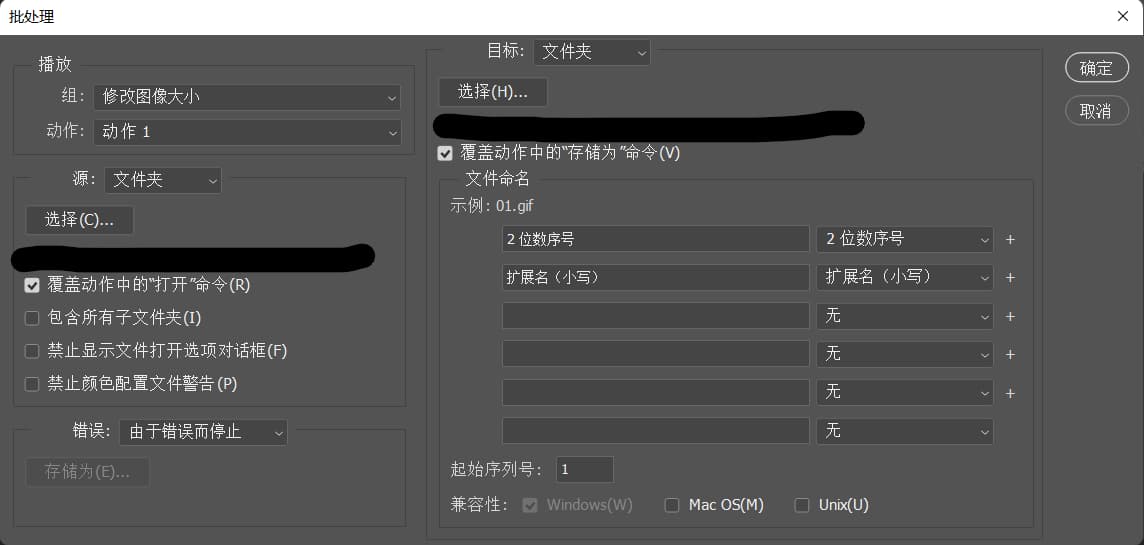 批处理
播放
组: 修改图像大小
动作: 动作 1
源: 文件夹
选择(C)...
覆盖动作中的“打开”命令(R)
包含所有子文件夹(I)
禁止显示文件打开选项对话框(F)
禁止颜色配置文件警告(P)
错误: 由于错误而停止
存储为(E)...
目标: 文件夹
选择(H)...
覆盖动作中的“存储为”命令(V)
文件命名
示例: 01.gif
2 位数序号 2 位数序号 +
扩展名（小写） 扩展名（小写） +
无 +
无 +
无 +
无
起始序列号: 1
兼容性: Windows(W) Mac OS(M) Unix(U)
确定
取消